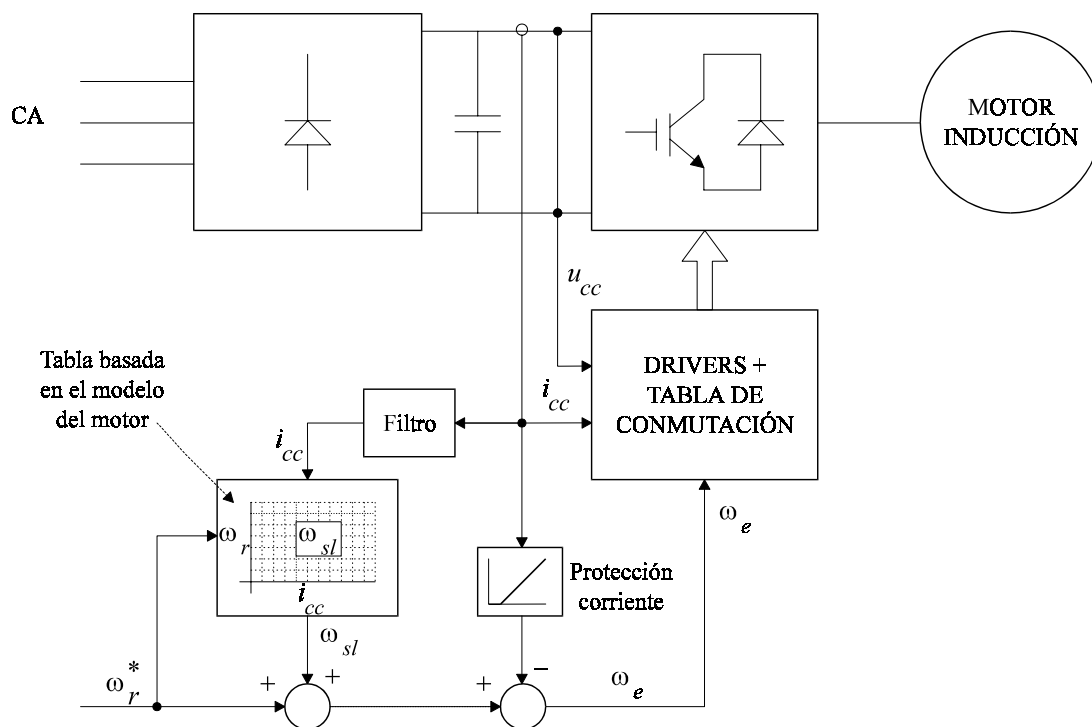 CA
MOTOR
INDUCCIÓN
u_cc
DRIVERS +
TABLA DE
CONMUTACIÓN
Tabla basada
en el modelo
del motor
Filtro
i_cc
i_cc
ω_r
ω_sl
i_cc
ω_e
Protección
corriente
ω_sl
ω_r*
+
+
+
−
ω_e